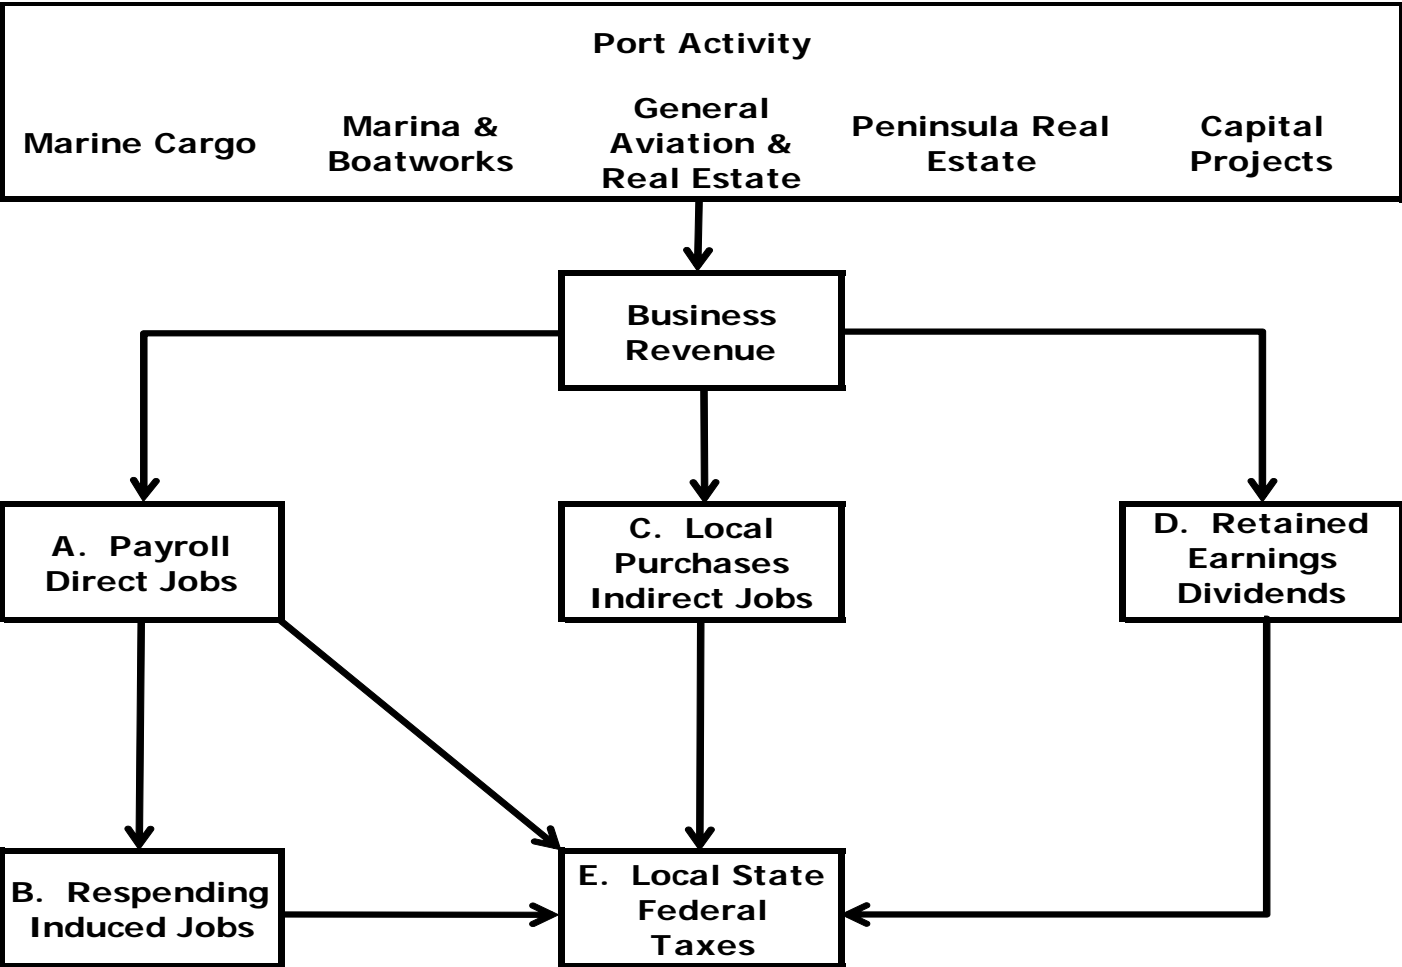 Port Activity
Marine Cargo
Marina &
Boatworks
General
Aviation &
Real Estate
Peninsula Real
Estate
Capital
Projects
Business
Revenue
A. Payroll
Direct Jobs
C. Local
Purchases
Indirect Jobs
D. Retained
Earnings
Dividends
B. Respending
Induced Jobs
E. Local State
Federal
Taxes